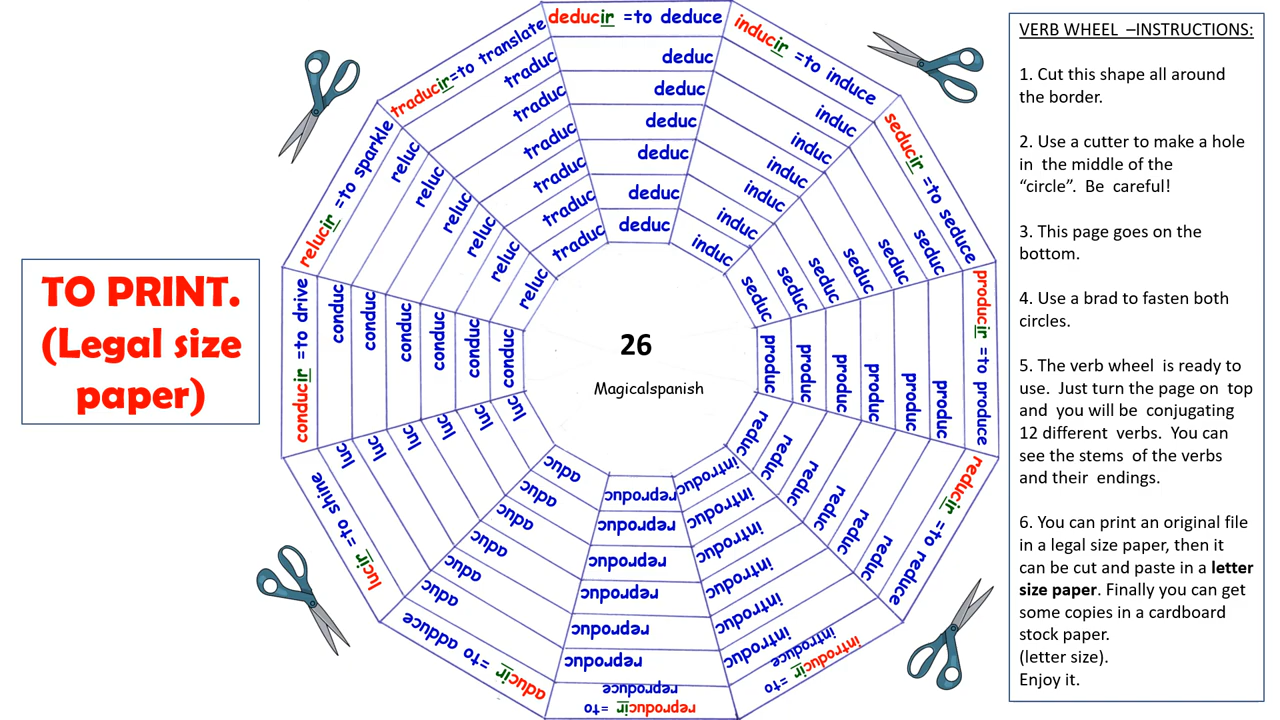 TO PRINT.
(Legal size
paper)
deducir =to deduce
deduc
deduc
deduc
deduc
deduc
deduc
inducir =to induce
induc
induc
induc
induc
induc
seducir =to seduce
seduc
seduc
seduc
seduc
seduc
seduc
producir =to produce
produc
produc
produc
produc
produc
produc
reducir =to reduce
reduc
reduc
reduc
reduc
reduc
reduc
introducir =to
introduce
introduc
introduc
introduc
introduc
introduc
introduc
reproducir =to
reproduce
reproduc
reproduc
reproduc
reproduc
reproduc
reproduc
aducir =to adduce
aduc
aduc
aduc
aduc
aduc
aduc
lucir =to shine
luc
luc
luc
luc
luc
luc
conducir =to drive
conduc
conduc
conduc
conduc
conduc
conduc
relucir =to sparkle
reluc
reluc
reluc
reluc
reluc
reluc
traducir=to translate
traduc
traduc
traduc
traduc
traduc
traduc
26
Magicalspanish
VERB WHEEL –INSTRUCTIONS:
1. Cut this shape all around
the border.
2. Use a cutter to make a hole
in the middle of the
“circle”. Be careful!
3. This page goes on the
bottom.
4. Use a brad to fasten both
circles.
5. The verb wheel is ready to
use. Just turn the page on top
and you will be conjugating
12 different verbs. You can
see the stems of the verbs
and their endings.
6. You can print an original file
in a legal size paper, then it
can be cut and paste in a letter
size paper. Finally you can get
some copies in a cardboard
stock paper.
(letter size).
Enjoy it.